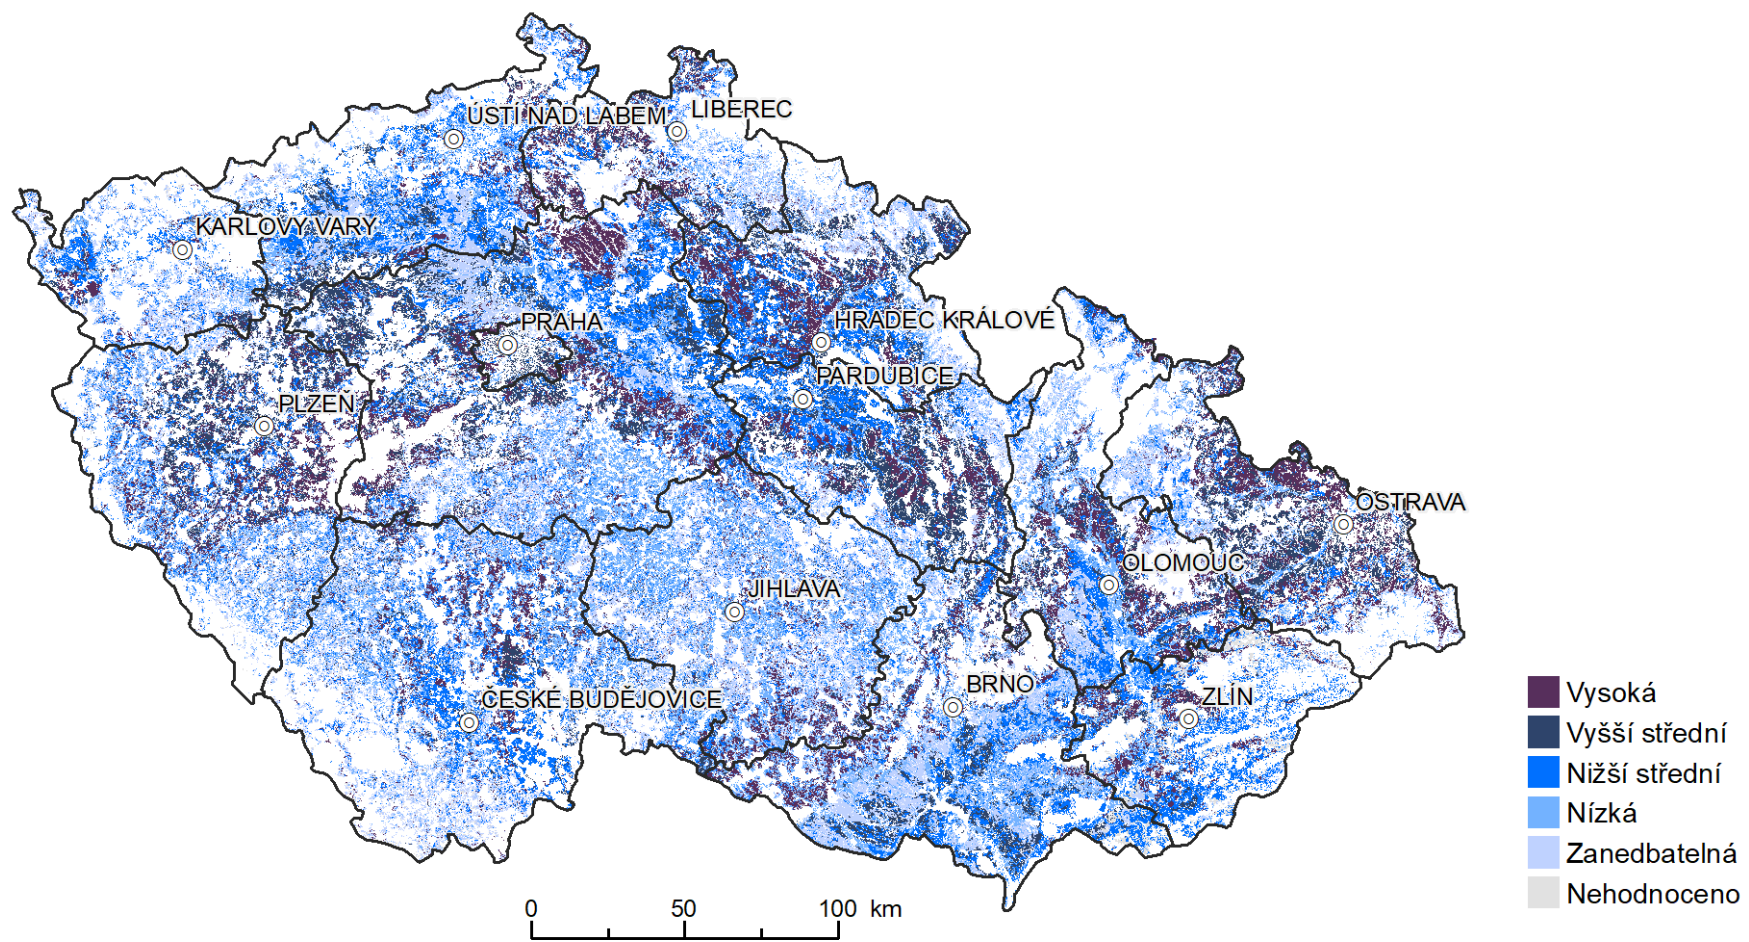 LIBEREC
ÚSTÍ NAD LABEM
KARLOVY VARY
PRAHA
HRADEC KRÁLOVÉ
PARDUBICE
PLZEŇ
OSTRAVA
OLOMOUC
JIHLAVA
BRNO
ZLÍN
ČESKÉ BUDĚJOVICE
Vysoká
Vyšší střední
Nižší střední
Nízká
Zanedbatelná
Nehodnoceno
0 50 100 km